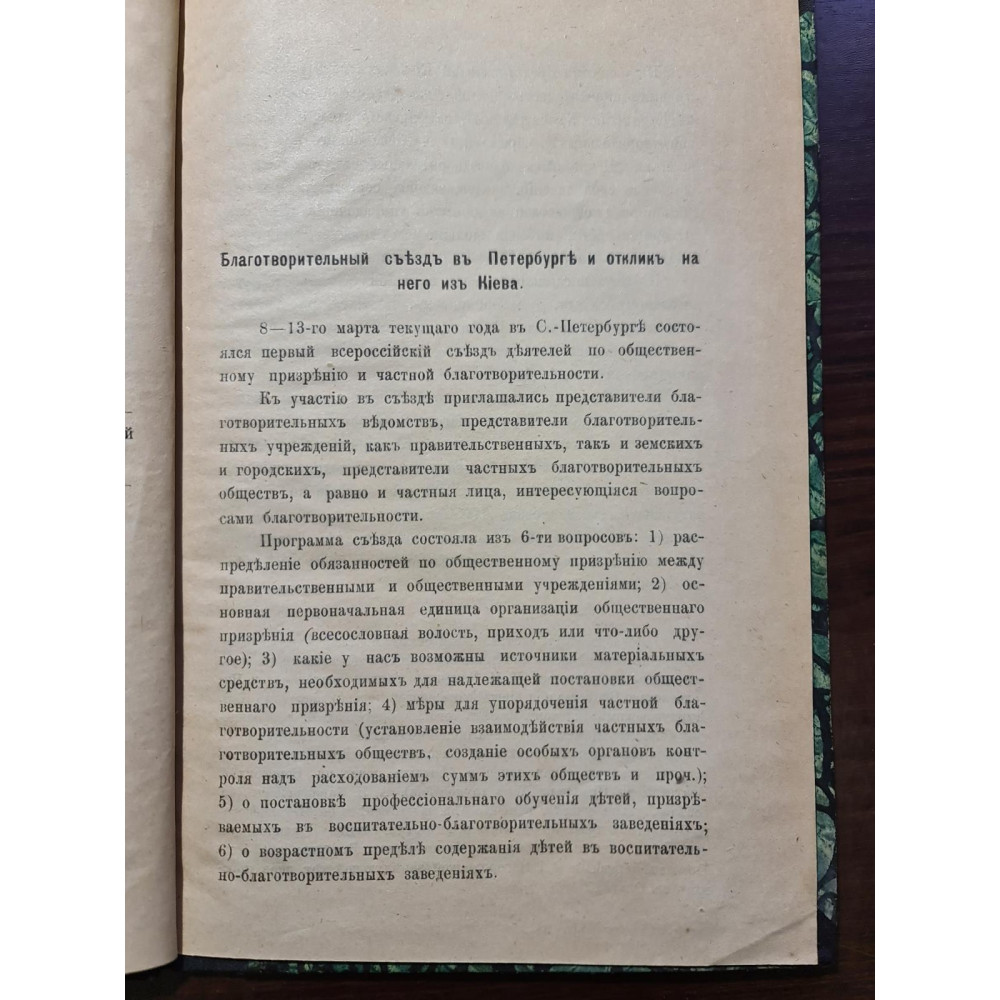 Благотворительный съѣздъ въ Петербургѣ и откликъ на
него изъ Кіева.
8—13-го марта текущаго года въ С.-Петербургѣ состо-
ялся первый всероссійскій съѣздъ дѣятелей по обществен-
ному призрѣнію и частной благотворительности.
Къ участію въ съѣздѣ приглашались представители бла-
готворительныхъ вѣдомствъ, представители благотворитель-
ныхъ учрежденій, какъ правительственныхъ, такъ и земскихъ
и городскихъ, представители частныхъ благотворительныхъ
обществъ, а равно и частныя лица, интересующіяся вопро-
сами благотворительности.
Программа съѣзда состояла изъ 6-ти вопросовъ: 1) рас-
предѣленіе обязанностей по общественному призрѣнію между
правительственными и общественными учрежденіями; 2) ос-
новная первоначальная единица организаціи общественнаго
призрѣнія (всесословная волость, приходъ или что-либо дру-
гое); 3) какіе у насъ возможны источники матеріальныхъ
средствъ, необходимыхъ для надлежащей постановки общест-
веннаго призрѣнія; 4) мѣры для упорядоченія частной бла-
готворительности (установленіе взаимодѣйствія частныхъ бла-
готворительныхъ обществъ, созданіе особыхъ органовъ конт-
роля надъ расходованіемъ суммъ этихъ обществъ и проч.);
5) о постановкѣ профессіональнаго обученія дѣтей, призрѣ-
ваемыхъ въ воспитательно-благотворительныхъ заведеніяхъ;
6) о возрастномъ предѣлѣ содержанія дѣтей въ воспитатель-
но-благотворительныхъ заведеніяхъ.